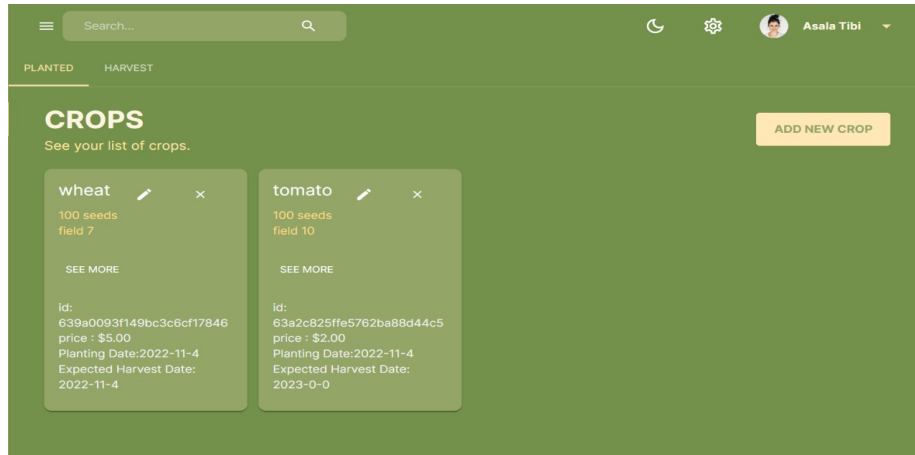 Search...
Asala Tibi
PLANTED HARVEST
CROPS
See your list of crops.
ADD NEW CROP
wheat
100 seeds
field 7
SEE MORE
id:
639a0093f149bc3c6cf17846
price : $5.00
Planting Date:2022-11-4
Expected Harvest Date:
2022-11-4
tomato
100 seeds
field 10
SEE MORE
id:
63a2c825ffe5762ba88d44c5
price : $2.00
Planting Date:2022-11-4
Expected Harvest Date:
2023-0-0